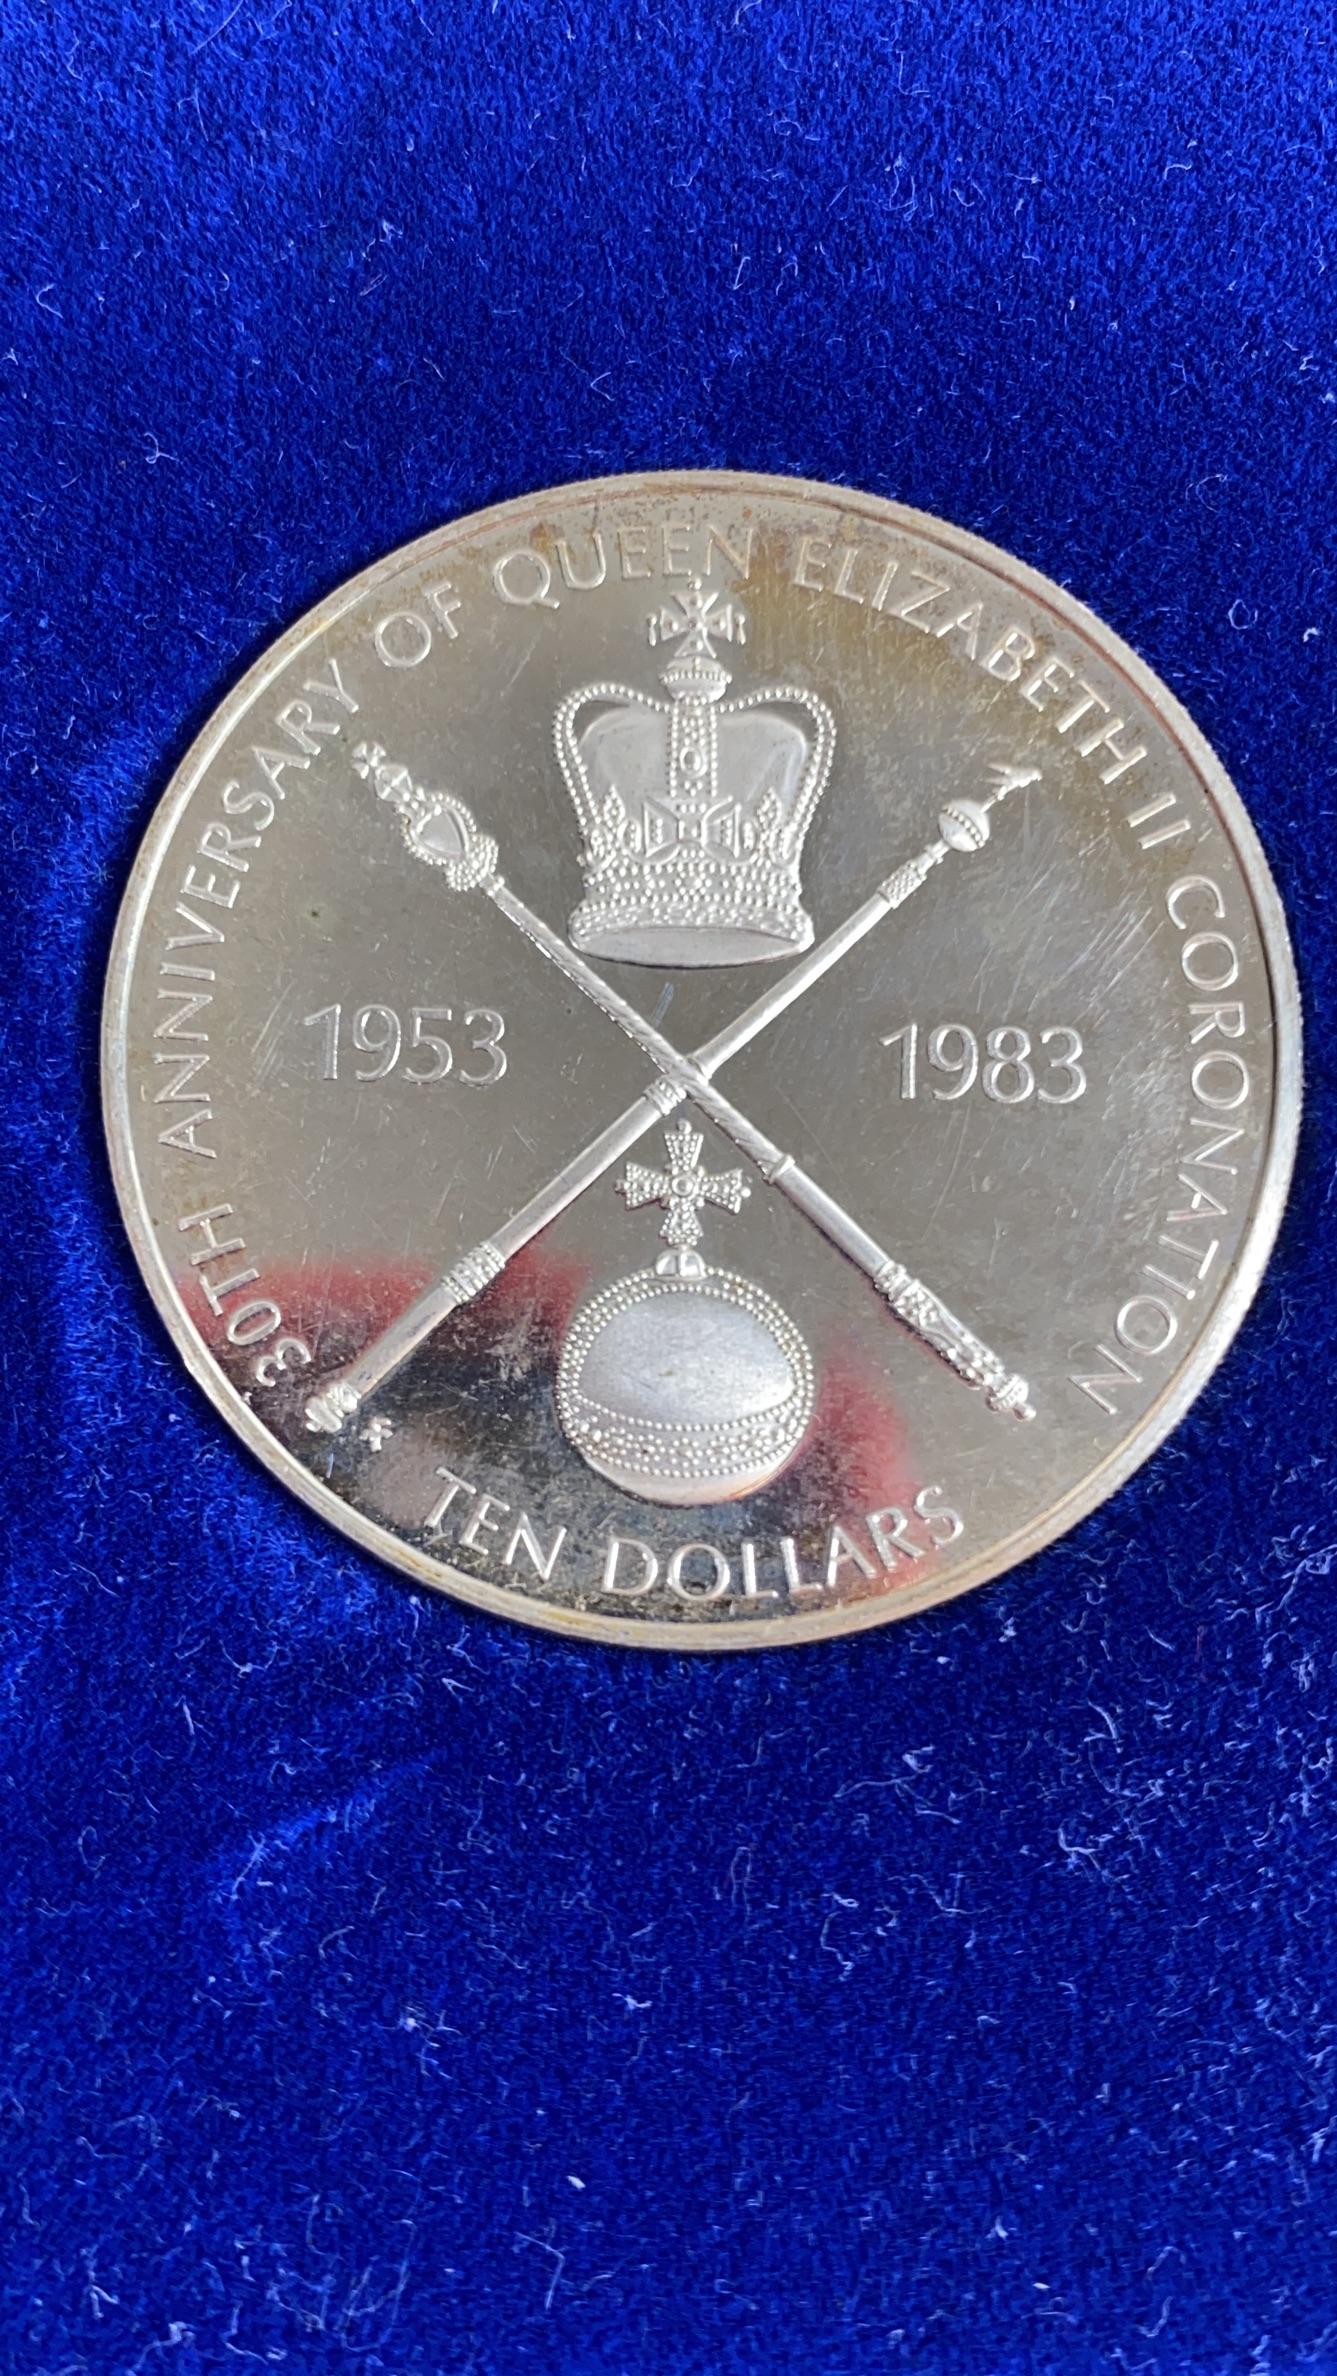 30TH ANNIVERSARY OF QUEEN ELIZABETH II CORONATION
1953
1983
TEN DOLLARS